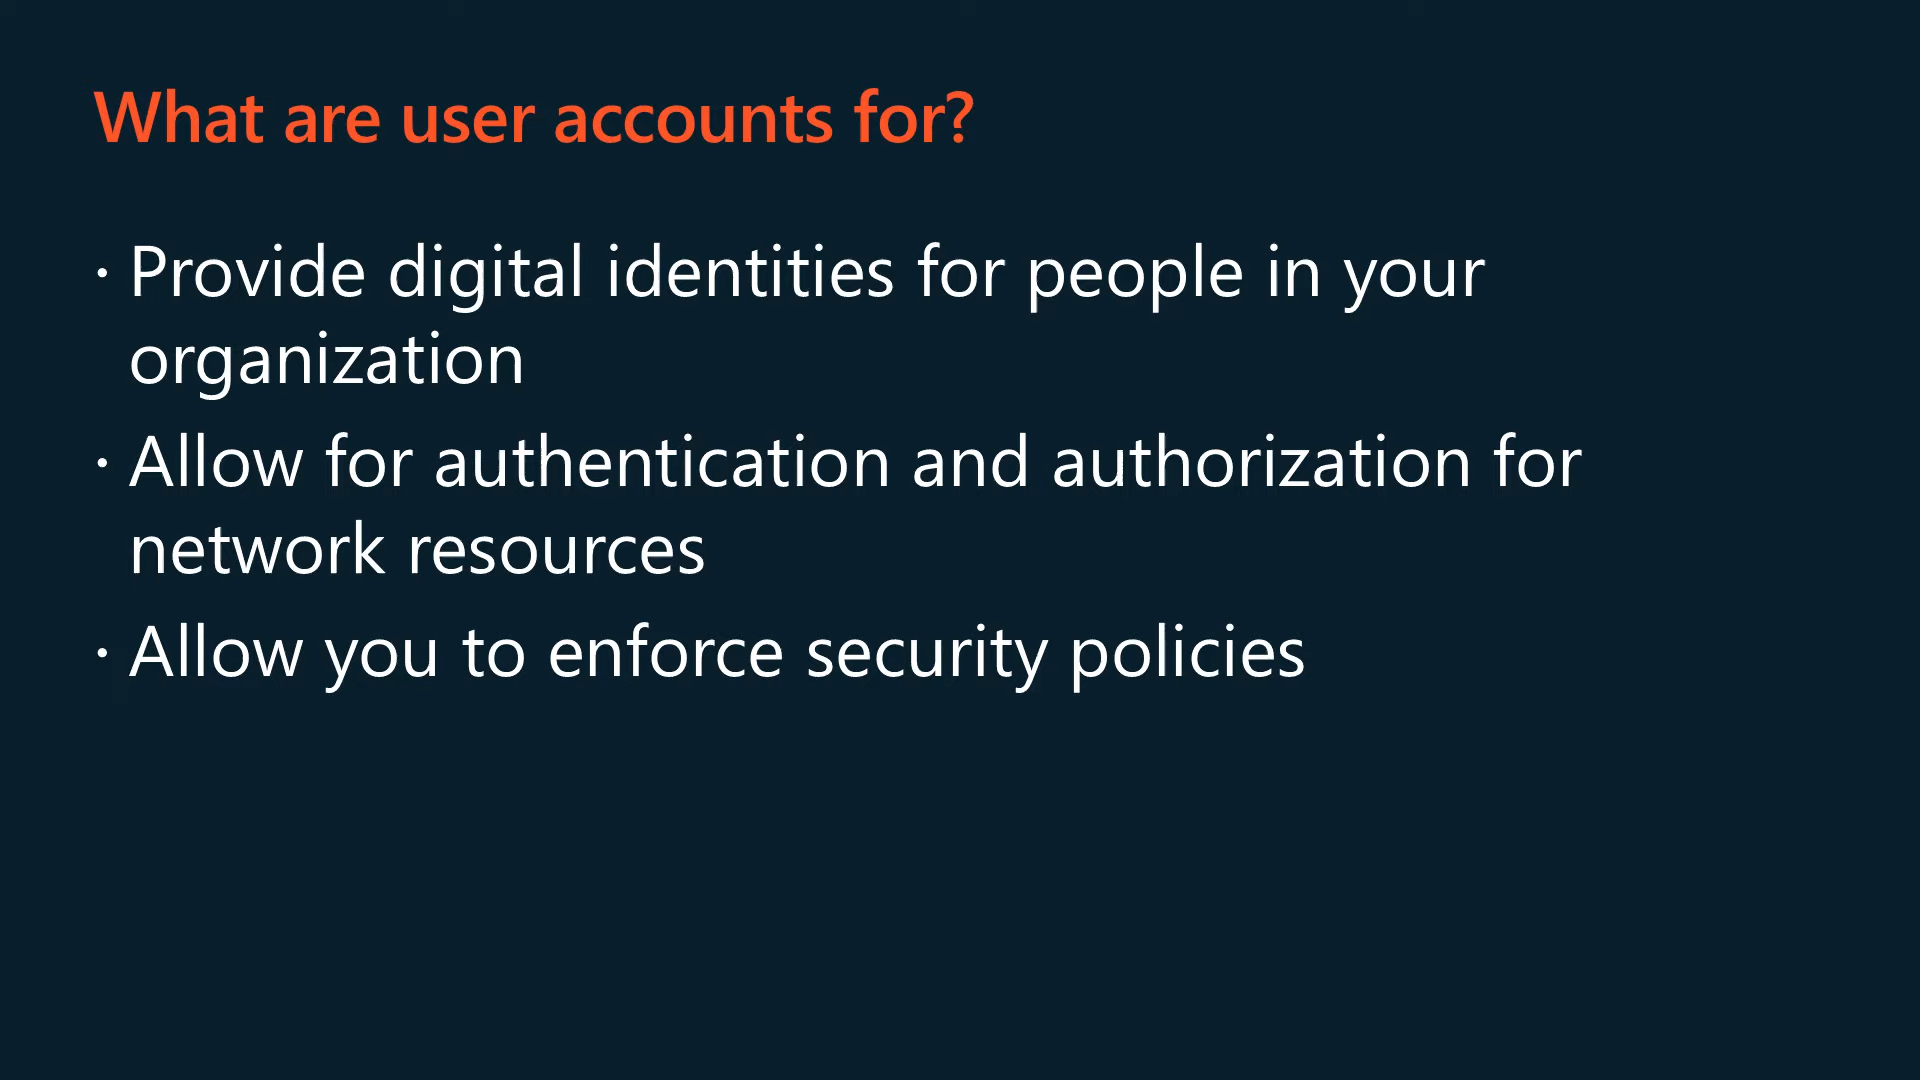 What are user accounts for?
· Provide digital identities for people in your
organization
· Allow for authentication and authorization for
network resources
· Allow you to enforce security policies